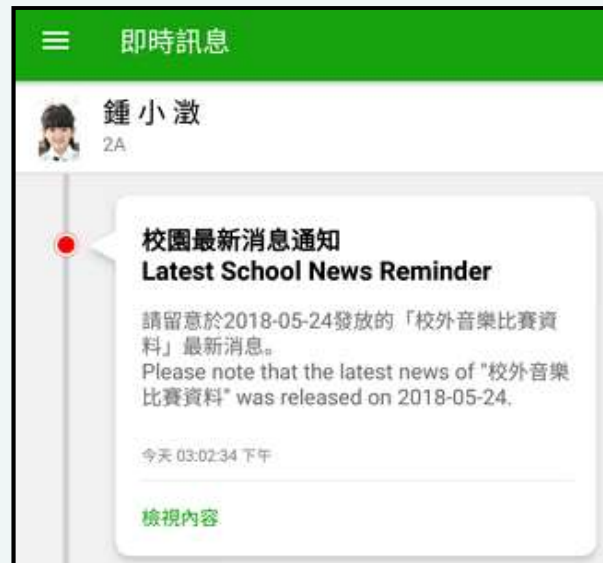 即時訊息
鍾小澂
2A
校園最新消息通知
Latest School News Reminder
請留意於2018-05-24發放的「校外音樂比賽資
料」最新消息。
Please note that the latest news of "校外音樂
比賽資料" was released on 2018-05-24.
今天 03:02:34 下午
檢視內容